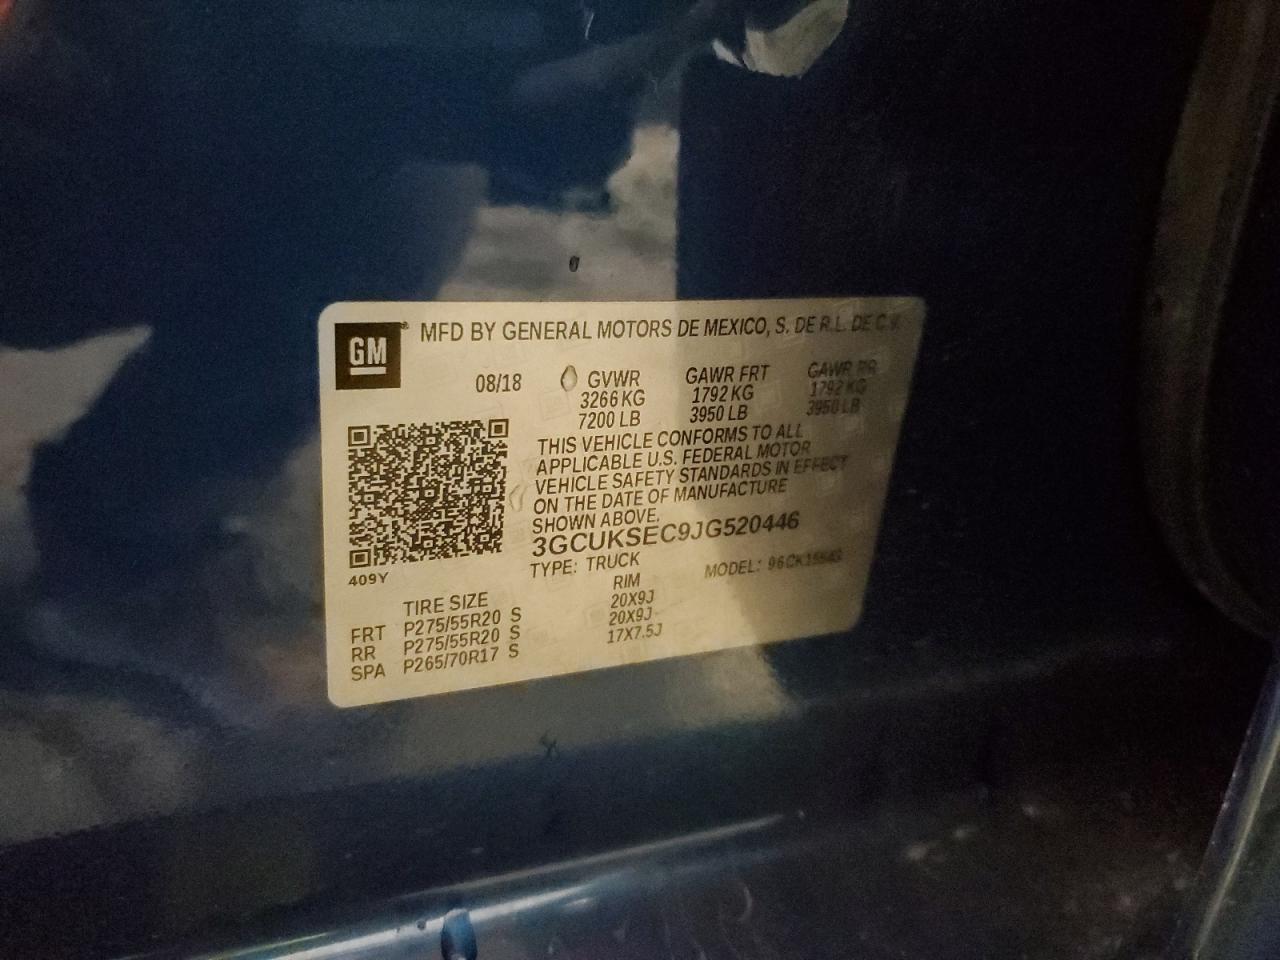 GM
MFD BY GENERAL MOTORS DE MEXICO, S. DE R.L. DE C.V.
08/18
GVWR GAWR FRT GAWR RR
3266 KG 1792 KG 1792 KG
7200 LB 3950 LB 3950 LB
THIS VEHICLE CONFORMS TO ALL
APPLICABLE U.S. FEDERAL MOTOR
VEHICLE SAFETY STANDARDS IN EFFECT
ON THE DATE OF MANUFACTURE
SHOWN ABOVE.
3GCUKSEC9JG520446
TYPE: TRUCK MODEL:
409Y
TIRE SIZE RIM
FRT P275/55R20 S 20X9J
RR P275/55R20 S 20X9J
SPA P265/70R17 S 17X7.5J